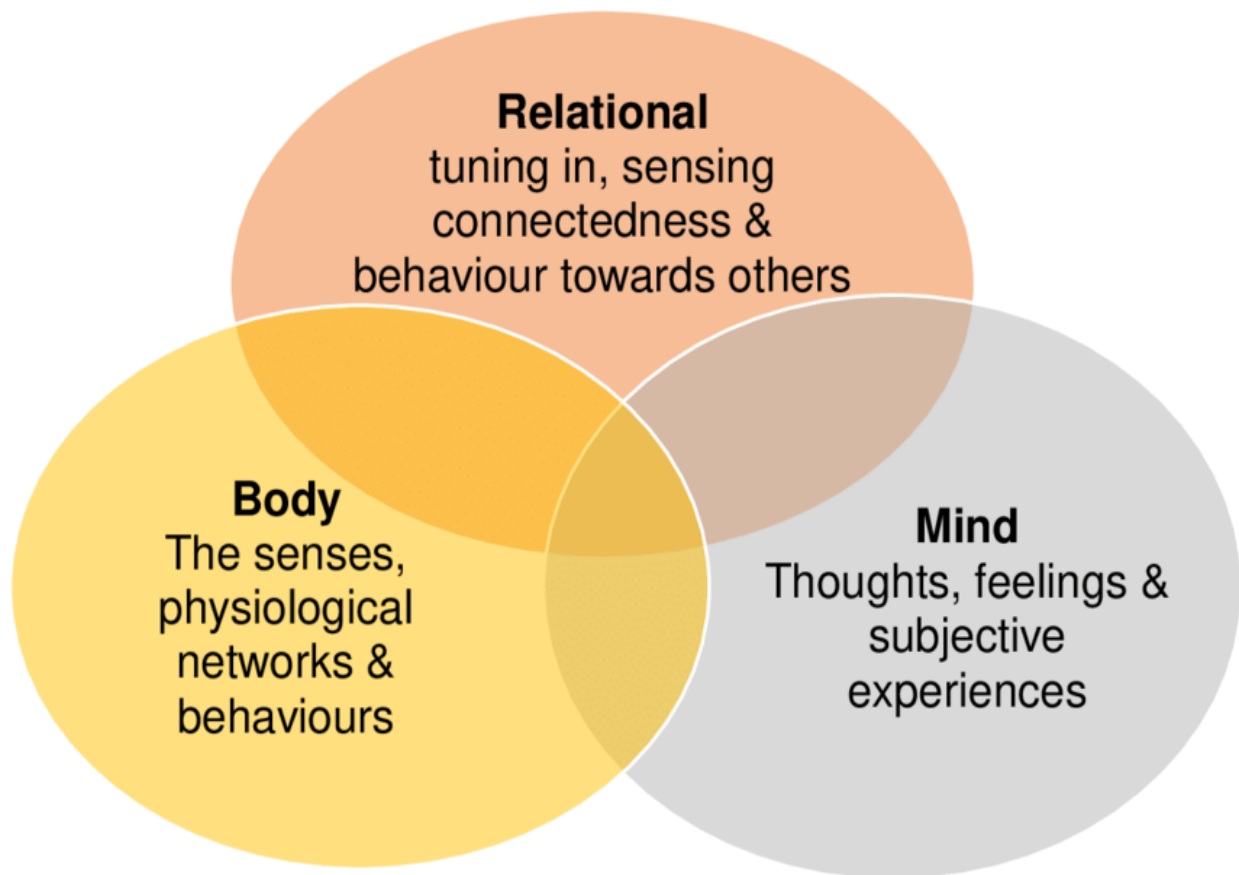 Relational
tuning in, sensing
connectedness &
behaviour towards others
Body
The senses,
physiological
networks &
behaviours
Mind
Thoughts, feelings &
subjective
experiences